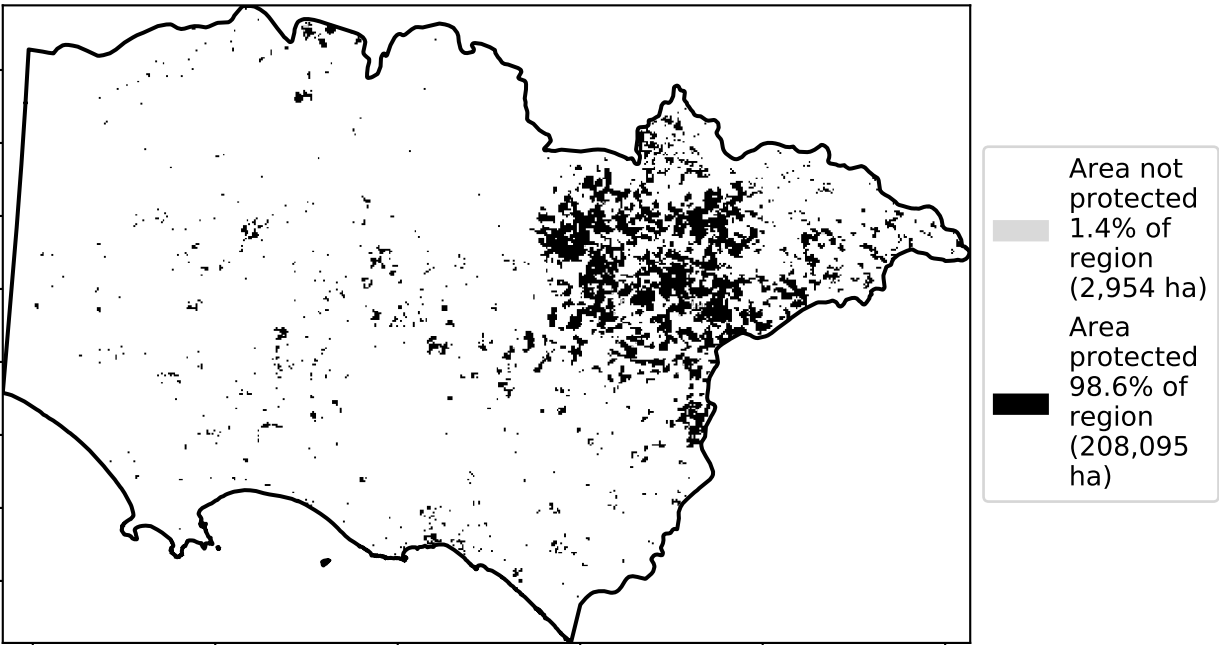 Area not
protected
1.4% of
region
(2,954 ha)
Area
protected
98.6% of
region
(208,095
ha)